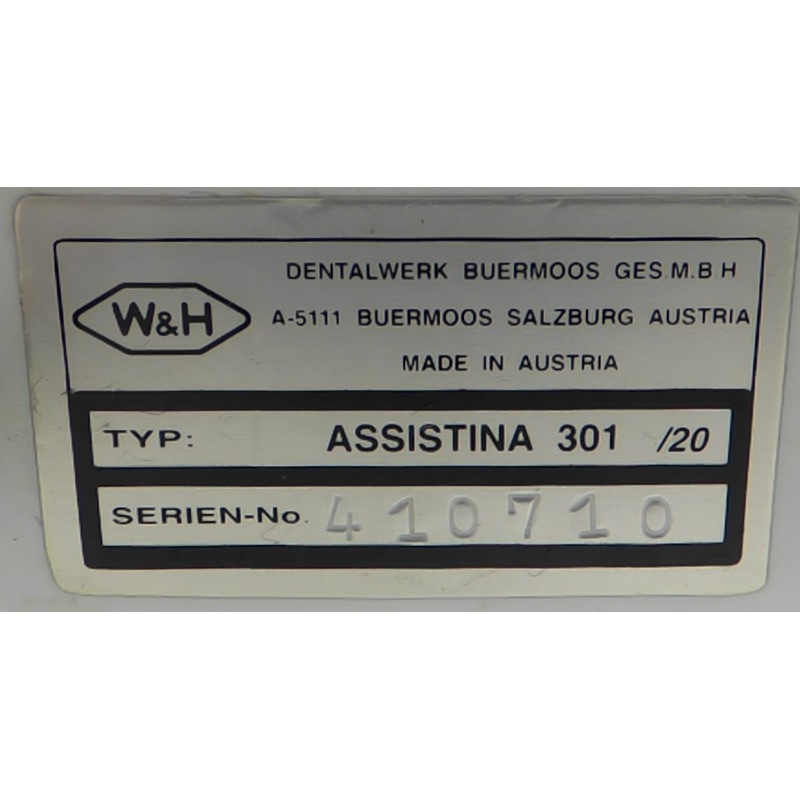 W&H
DENTALWERK BUERMOOS GES.M.B.H
A-5111 BUERMOOS SALZBURG AUSTRIA
MADE IN AUSTRIA
TYP: ASSISTINA 301 /20
SERIEN-No. 410710